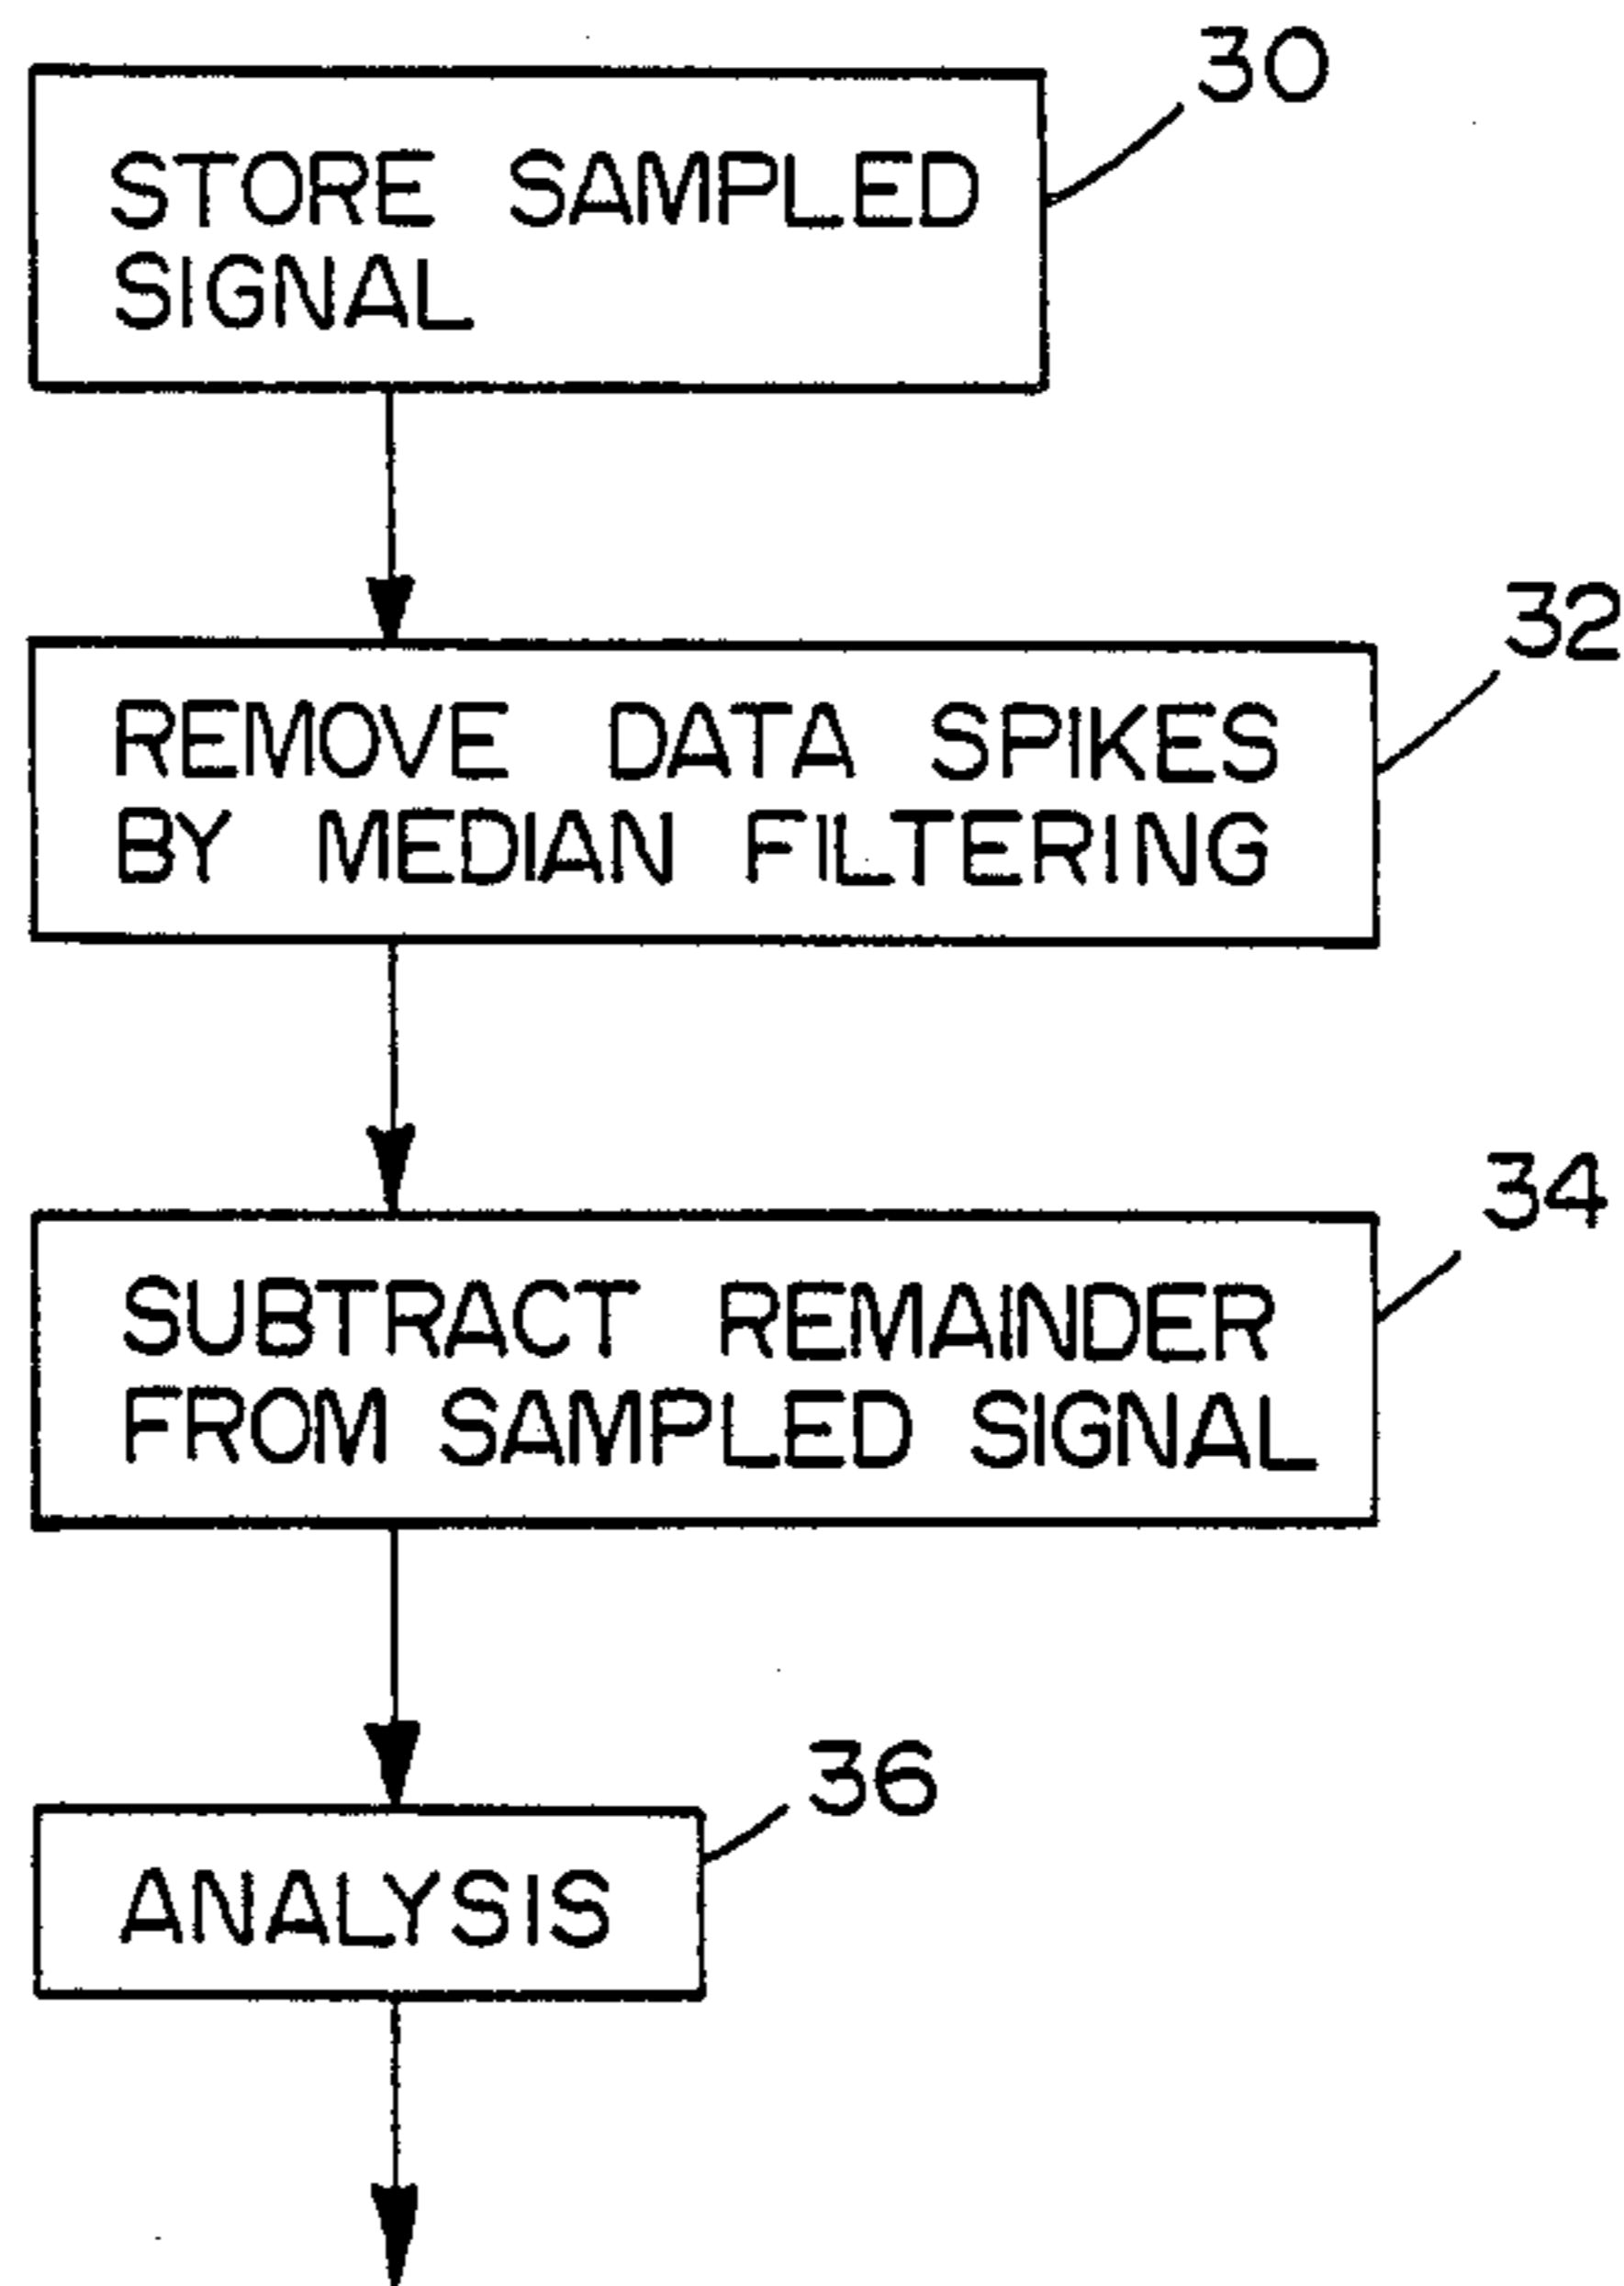 30
STORE SAMPLED
SIGNAL
32
REMOVE DATA SPIKES
BY MEDIAN FILTERING
34
SUBTRACT REMAINDER
FROM SAMPLED SIGNAL
36
ANALYSIS